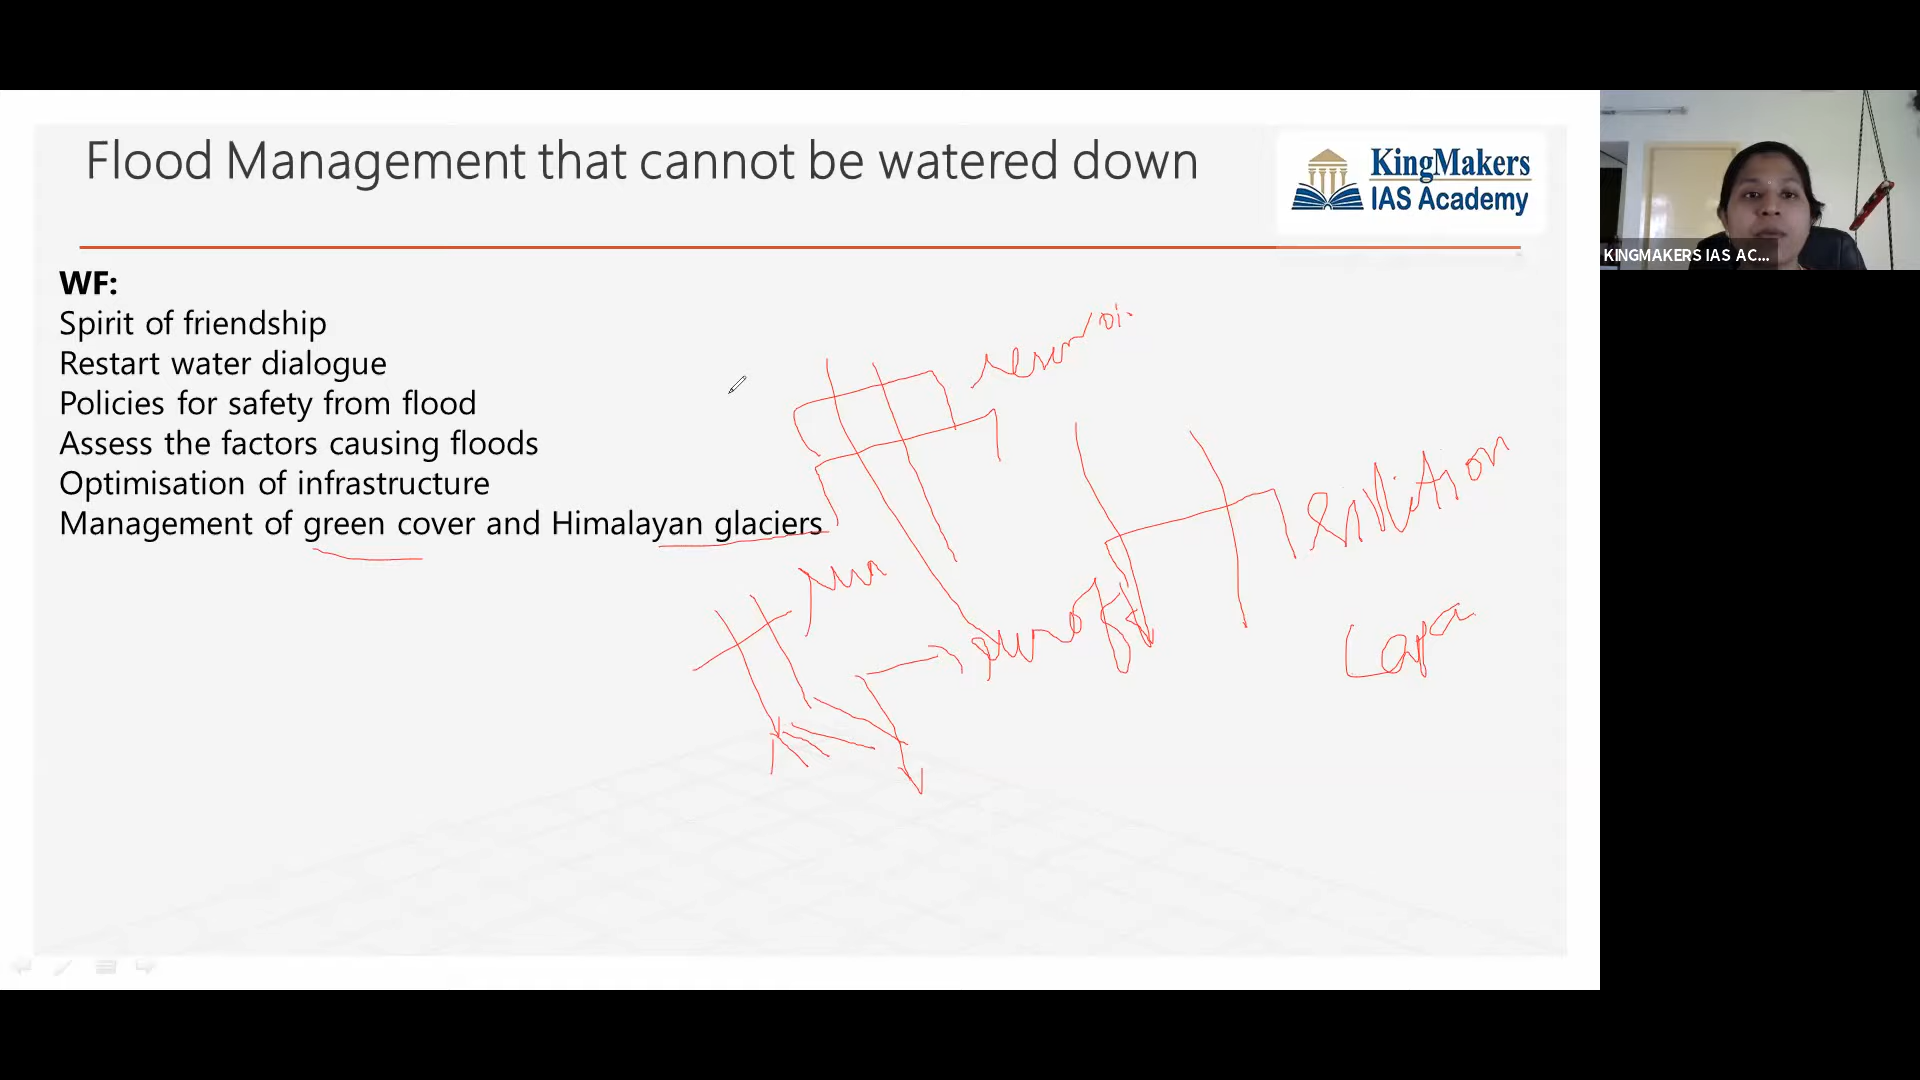 Flood Management that cannot be watered down
KingMakers
IAS Academy
KINGMAKERS IAS AC...
WF:
Spirit of friendship
Restart water dialogue
Policies for safety from flood
Assess the factors causing floods
Optimisation of infrastructure
Management of green cover and Himalayan glaciers
runoff